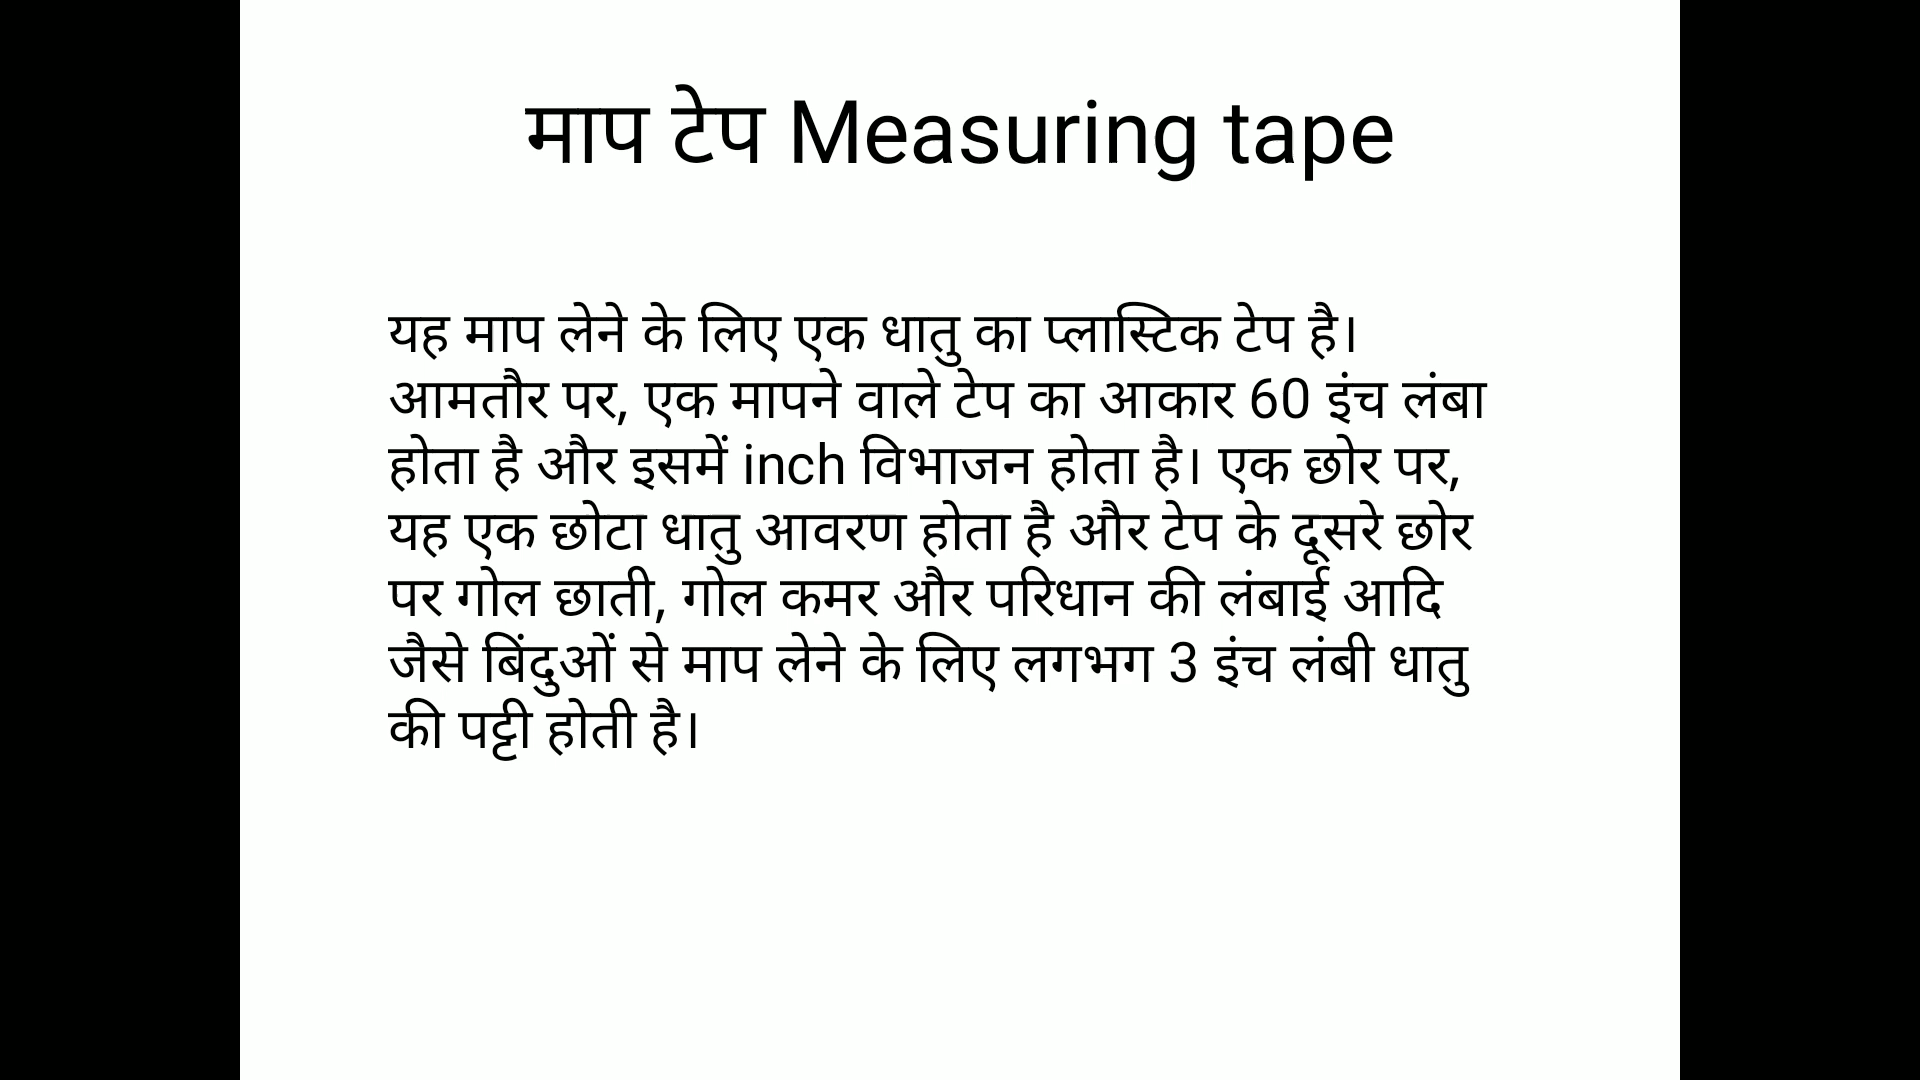 माप टेप Measuring tape
यह माप लेने के लिए एक धातु का प्लास्टिक टेप है।
आमतौर पर, एक मापने वाले टेप का आकार 60 इंच लंबा
होता है और इसमें inch विभाजन होता है। एक छोर पर,
यह एक छोटा धातु आवरण होता है और टेप के दूसरे छोर
पर गोल छाती, गोल कमर और परिधान की लंबाई आदि
जैसे बिंदुओं से माप लेने के लिए लगभग 3 इंच लंबी धातु
की पट्टी होती है।